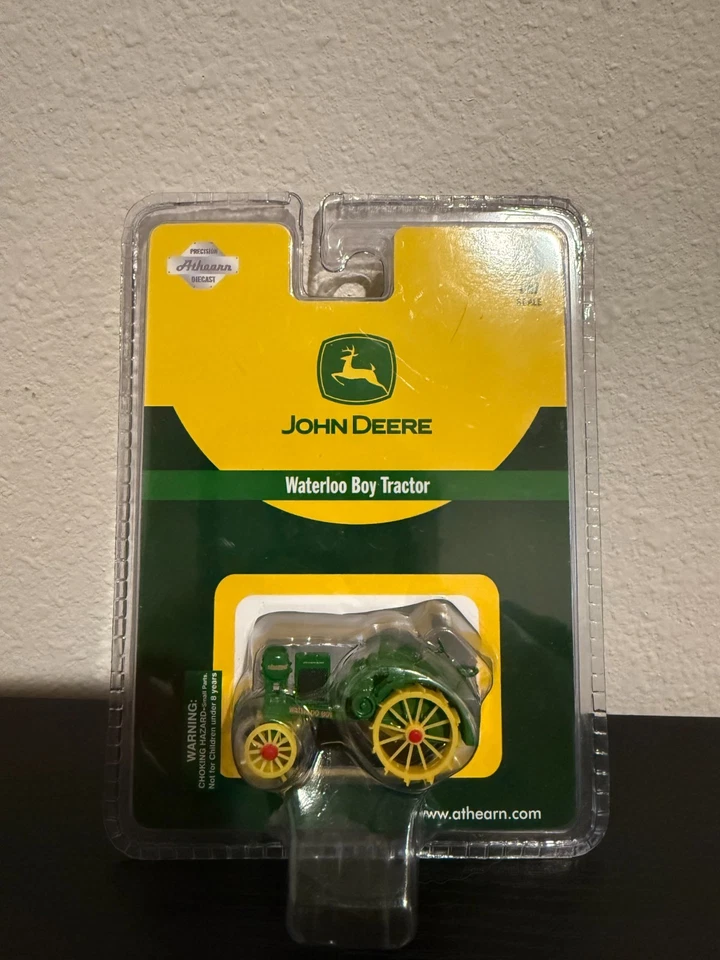 PRECISION
Athearn
DIECAST
SCALE
JOHN DEERE
Waterloo Boy Tractor
WARNING:
CHOKING HAZARD-Small Parts.
Not for Children under 8 years
www.athearn.com